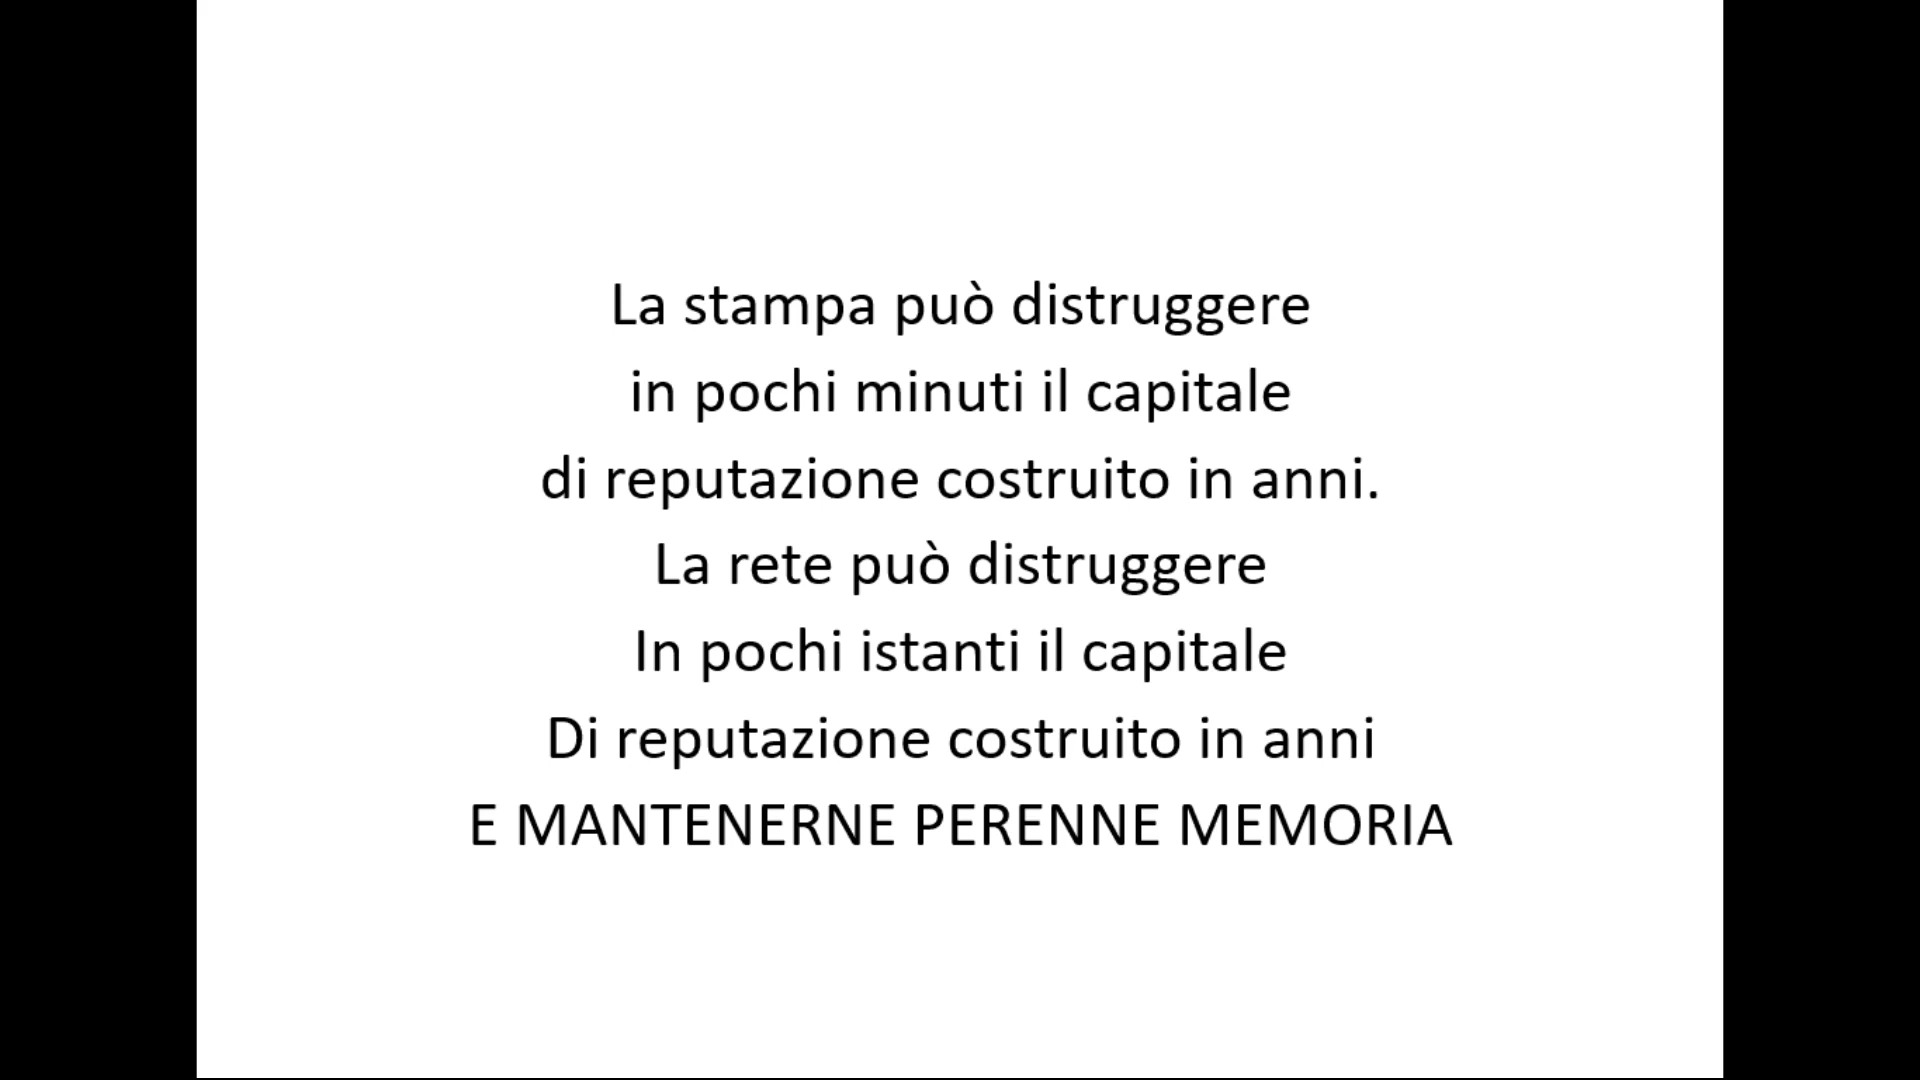 La stampa può distruggere
in pochi minuti il capitale
di reputazione costruito in anni.
La rete può distruggere
In pochi istanti il capitale
Di reputazione costruito in anni
E MANTENERNE PERENNE MEMORIA